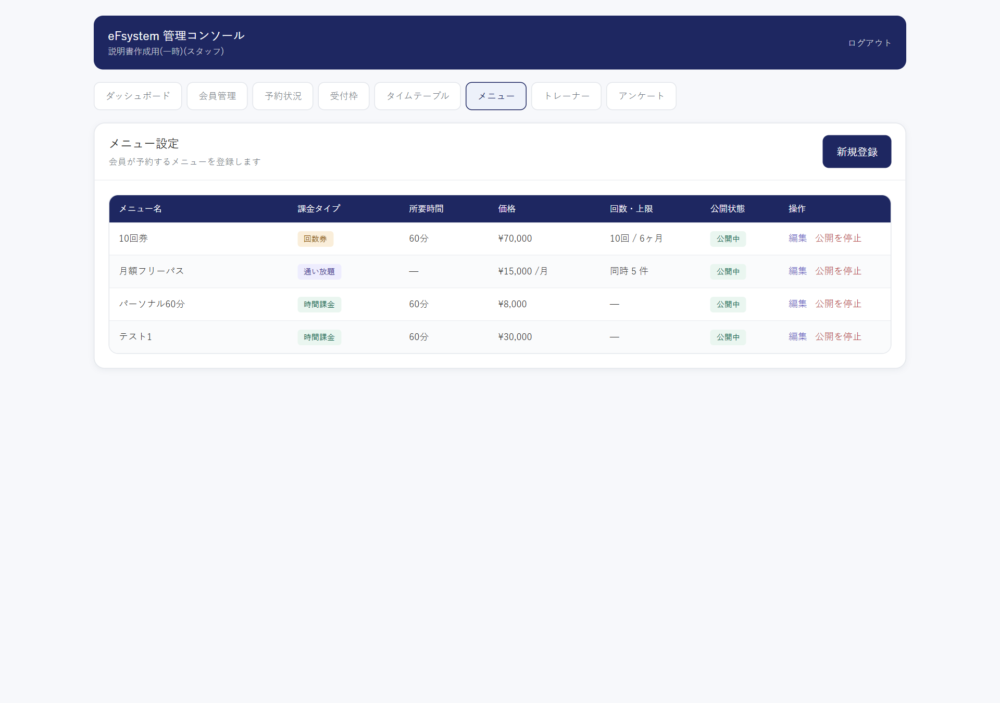 eFsystem 管理コンソール
説明書作成用(一時)(スタッフ)
ログアウト
ダッシュボード 会員管理 予約状況 受付枠 タイムテーブル メニュー トレーナー アンケート
メニュー設定
会員が予約するメニューを登録します
新規登録
メニュー名 課金タイプ 所要時間 価格 回数・上限 公開状態 操作
10回券 回数券 60分 ¥70,000 10回 / 6ヶ月 公開中 編集 公開を停止
月額フリーパス 通い放題 — ¥15,000 /月 同時 5 件 公開中 編集 公開を停止
パーソナル60分 時間課金 60分 ¥8,000 — 公開中 編集 公開を停止
テスト1 時間課金 60分 ¥30,000 — 公開中 編集 公開を停止